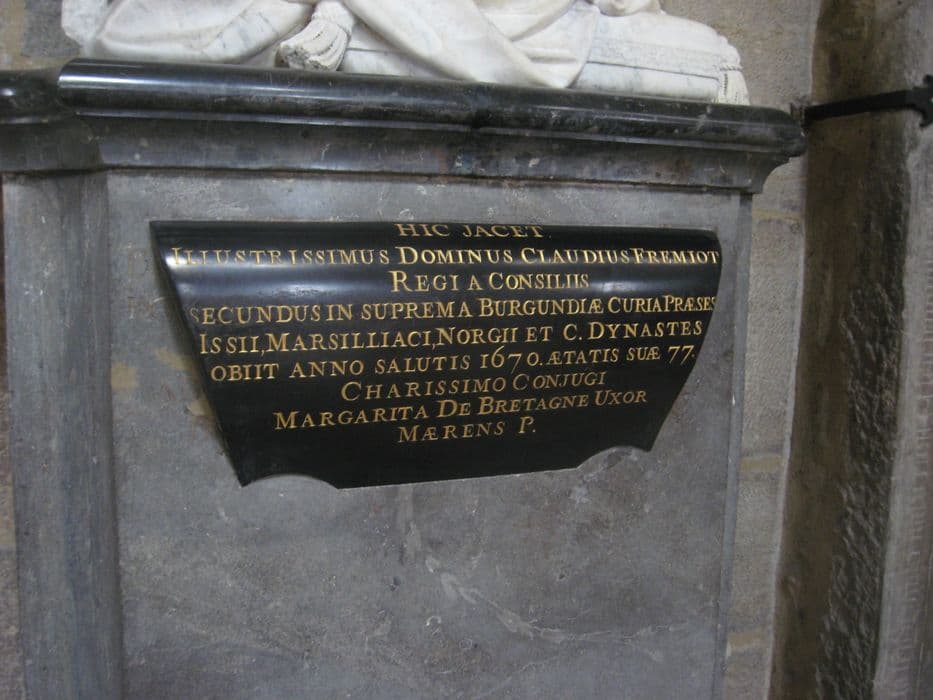 HIC JACET
ILLUSTRISSIMUS DOMINUS CLAUDIUS FREMIOT
REGI A CONSILIIS
SECUNDUS IN SUPREMA BURGUNDIÆ CURIA PRÆSES
ISSII, MARSILLIACI, NORGII ET C. DYNASTES
OBIIT ANNO SALUTIS 1670. ÆTATIS SUÆ 77.
CHARISSIMO CONJUGI
MARGARITA DE BRETAGNE UXOR
MÆRENS P.